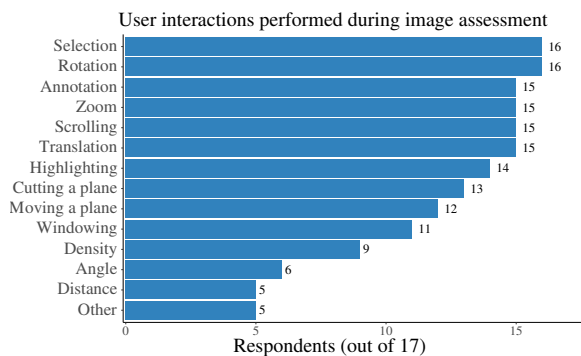 User interactions performed during image assessment
Selection 16
Rotation 16
Annotation 15
Zoom 15
Scrolling 15
Translation 15
Highlighting 14
Cutting a plane 13
Moving a plane 12
Windowing 11
Density 9
Angle 6
Distance 5
Other 5
0 5 10 15
Respondents (out of 17)